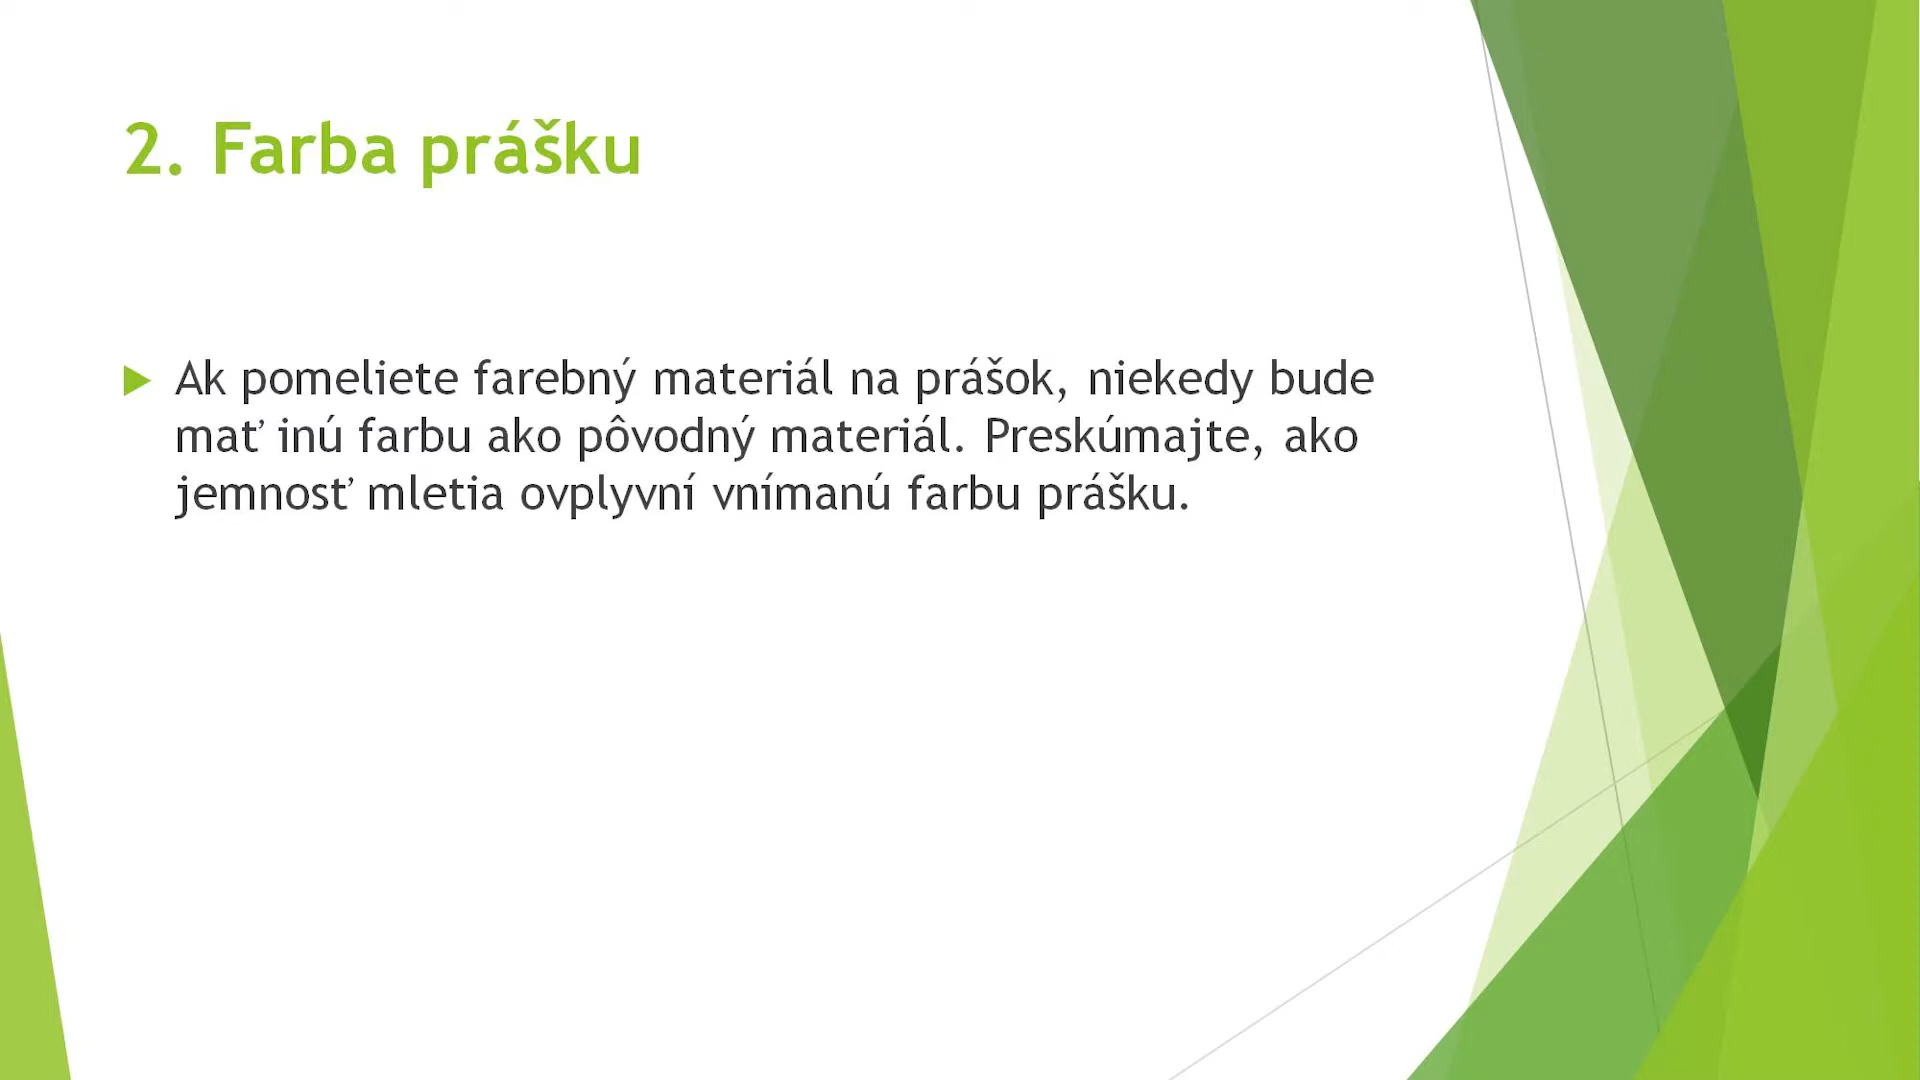 2. Farba prášku
Ak pomeliete farebný materiál na prášok, niekedy bude
mať inú farbu ako pôvodný materiál. Preskúmajte, ako
jemnosť mletia ovplyvní vnímanú farbu prášku.